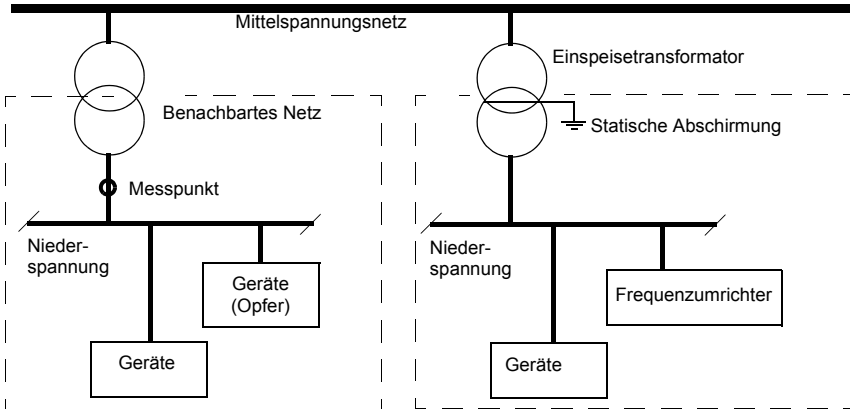 Mittelspannungsnetz
Einspeisetransformator
Benachbartes Netz
Statische Abschirmung
Messpunkt
Nieder-
spannung
Geräte
(Opfer)
Geräte
Nieder-
spannung
Frequenzumrichter
Geräte